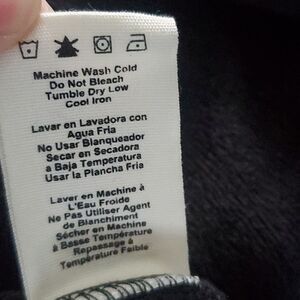 Machine Wash Cold
Do Not Bleach
Tumble Dry Low
Cool Iron
Lavar en Lavadora con
Agua Fria
No Usar Blanqueador
Secar en Secadora
a Baja Temperatura
Usar la Plancha Fria
Laver en Machine à
L'Eau Froide
Ne Pas Utiliser Agent
de Blanchiment
Sécher en Machine
à Basse Température
Repassage à
Température Faible